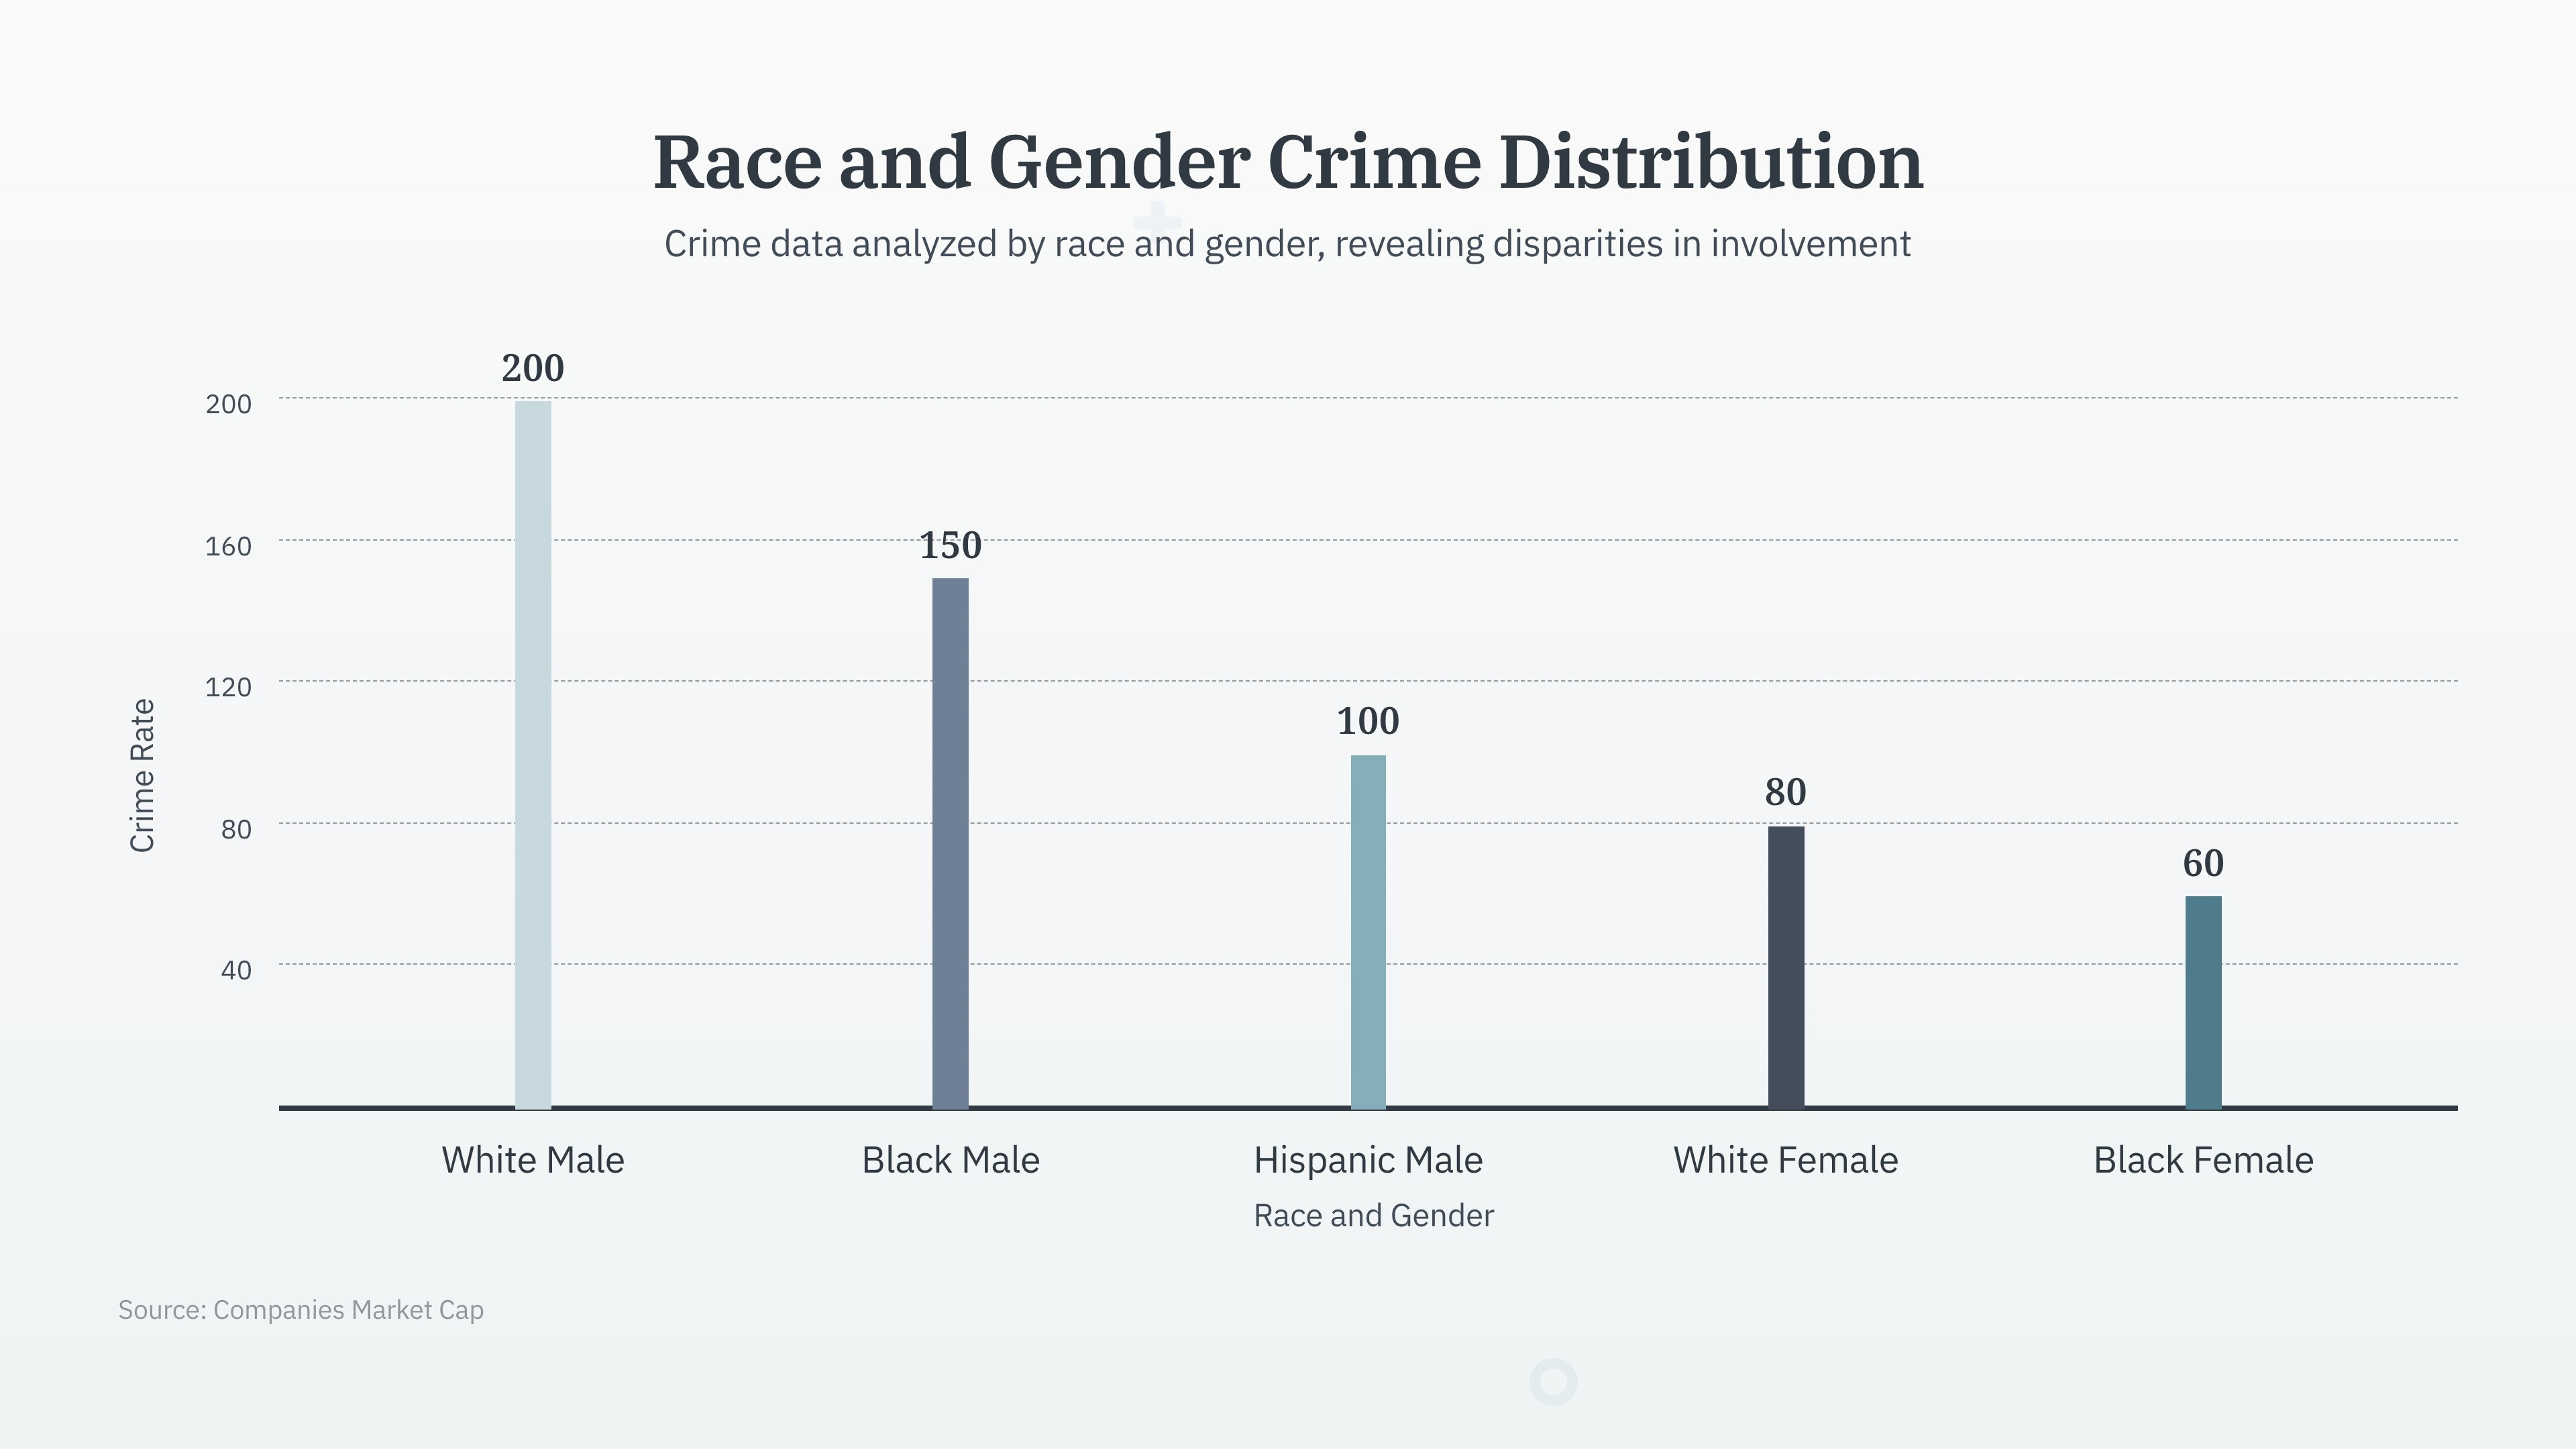 Race and Gender Crime Distribution
Crime data analyzed by race and gender, revealing disparities in involvement
200
200
160
150
120
100
80
80
60
40
Crime Rate
White Male
Black Male
Hispanic Male
White Female
Black Female
Race and Gender
Source: Companies Market Cap